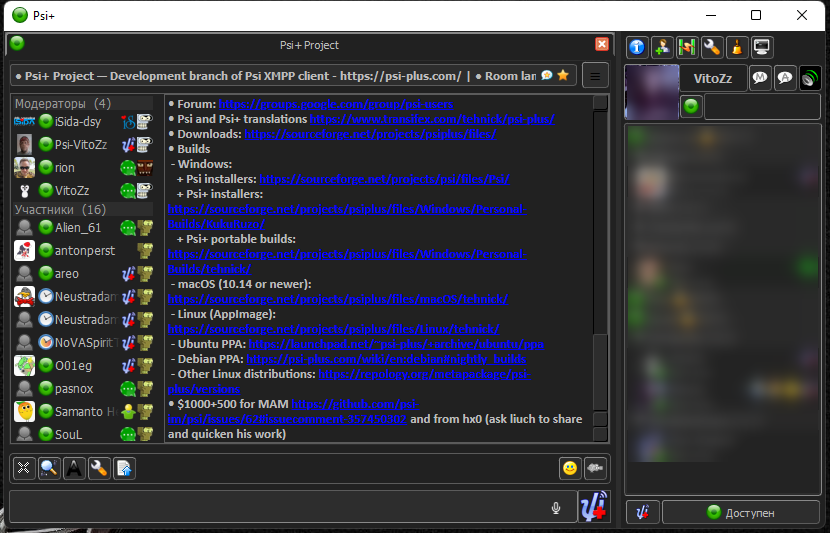 Psi+
Psi+ Project
• Psi+ Project — Development branch of Psi XMPP client - https://psi-plus.com/ | • Room lan
VitoZz
Модераторы (4)
iSida-dsy
Psi-VitoZz
rion
VitoZz
Участники (16)
Alien_61
antonperst
areo
Neustradam
Neustradam
NoVASpirit
O01eg
pasnox
Samanto H
SouL
• Forum: https://groups.google.com/group/psi-users
• Psi and Psi+ translations https://www.transifex.com/tehnick/psi-plus/
• Downloads: https://sourceforge.net/projects/psiplus/files/
• Builds
- Windows:
+ Psi installers: https://sourceforge.net/projects/psi/files/Psi/
+ Psi+ installers:
https://sourceforge.net/projects/psiplus/files/Windows/Personal-
+ Psi+ portable builds:
https://sourceforge.net/projects/psiplus/files/Windows/Personal-
Builds/tehnick/
- macOS (10.14 or newer):
https://sourceforge.net/projects/psiplus/files/macOS/tehnick/
- Linux (AppImage):
https://sourceforge.net/projects/psiplus/files/Linux/tehnick/
- Ubuntu PPA: https://launchpad.net/~psi-plus/+archive/ubuntu/ppa
- Debian PPA: https://psi-plus.com/wiki/en:debian#nightly_builds
- Other Linux distributions: https://repology.org/metapackage/psi-
plus/versions
• $1000+500 for MAM https://github.com/psi-
and from hx0 (ask liuch to share
and quicken his work)
Доступен